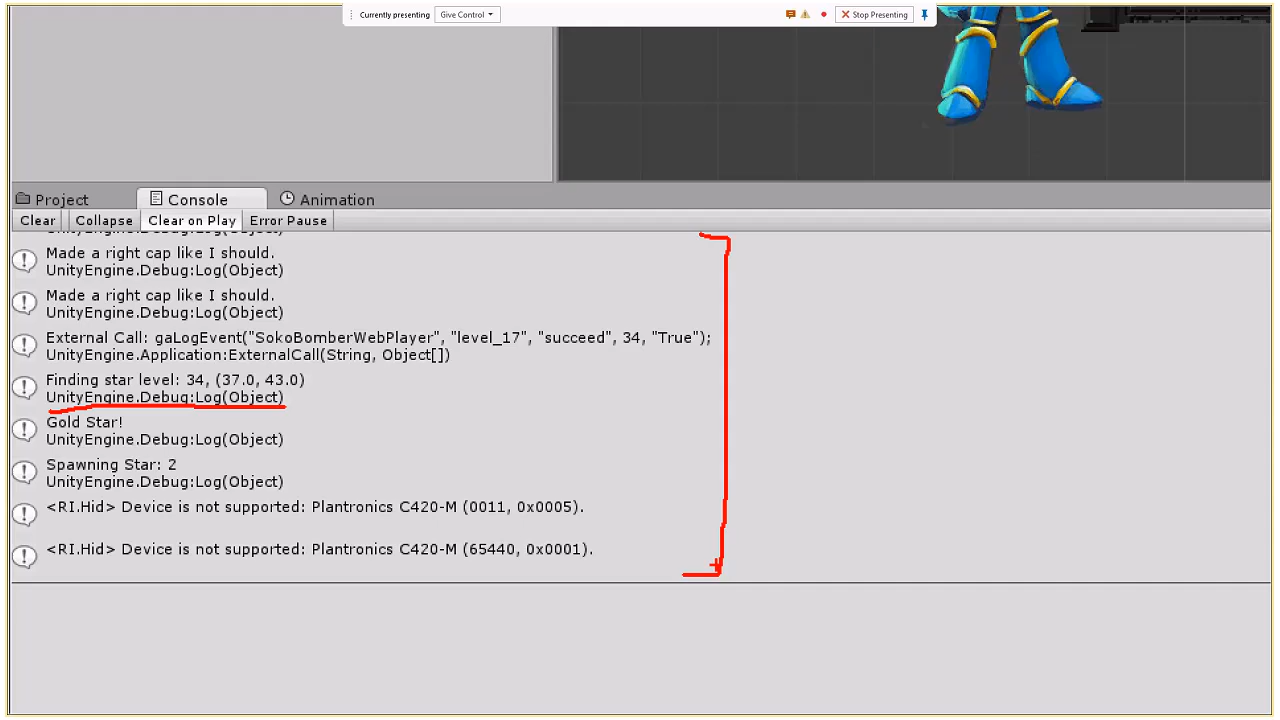 Currently presenting
Give Control
Stop Presenting
Project
Console
Animation
Clear
Collapse
Clear on Play
Error Pause
UnityEngine.Debug:Log(Object)
Made a right cap like I should.
UnityEngine.Debug:Log(Object)
Made a right cap like I should.
UnityEngine.Debug:Log(Object)
External Call: gaLogEvent("SokoBomberWebPlayer", "level_17", "succeed", 34, "True");
UnityEngine.Application:ExternalCall(String, Object[])
Finding star level: 34, (37.0, 43.0)
UnityEngine.Debug:Log(Object)
Gold Star!
UnityEngine.Debug:Log(Object)
Spawning Star: 2
UnityEngine.Debug:Log(Object)
<RI.Hid> Device is not supported: Plantronics C420-M (0011, 0x0005).
<RI.Hid> Device is not supported: Plantronics C420-M (65440, 0x0001).